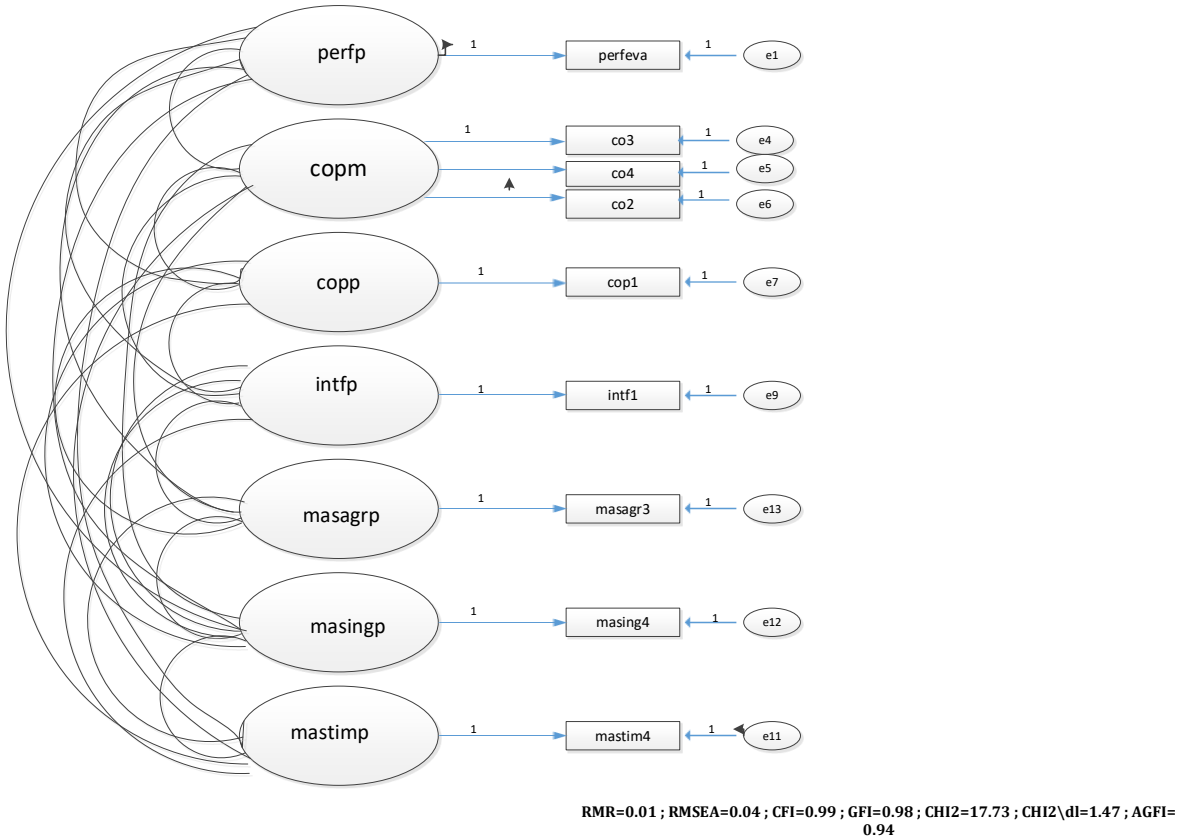 perfp 1 perfeva 1 e1
1 co3 1 e4
copm co4 1 e5
co2 1 e6
copp 1 cop1 1 e7
intfp 1 intf1 1 e9
masagrp 1 masagr3 1 e13
masingp 1 masing4 1 e12
mastimp 1 mastim4 1 e11
RMR=0.01 ; RMSEA=0.04 ; CFI=0.99 ; GFI=0.98 ; CHI2=17.73 ; CHI2\dl=1.47 ; AGFI=
0.94